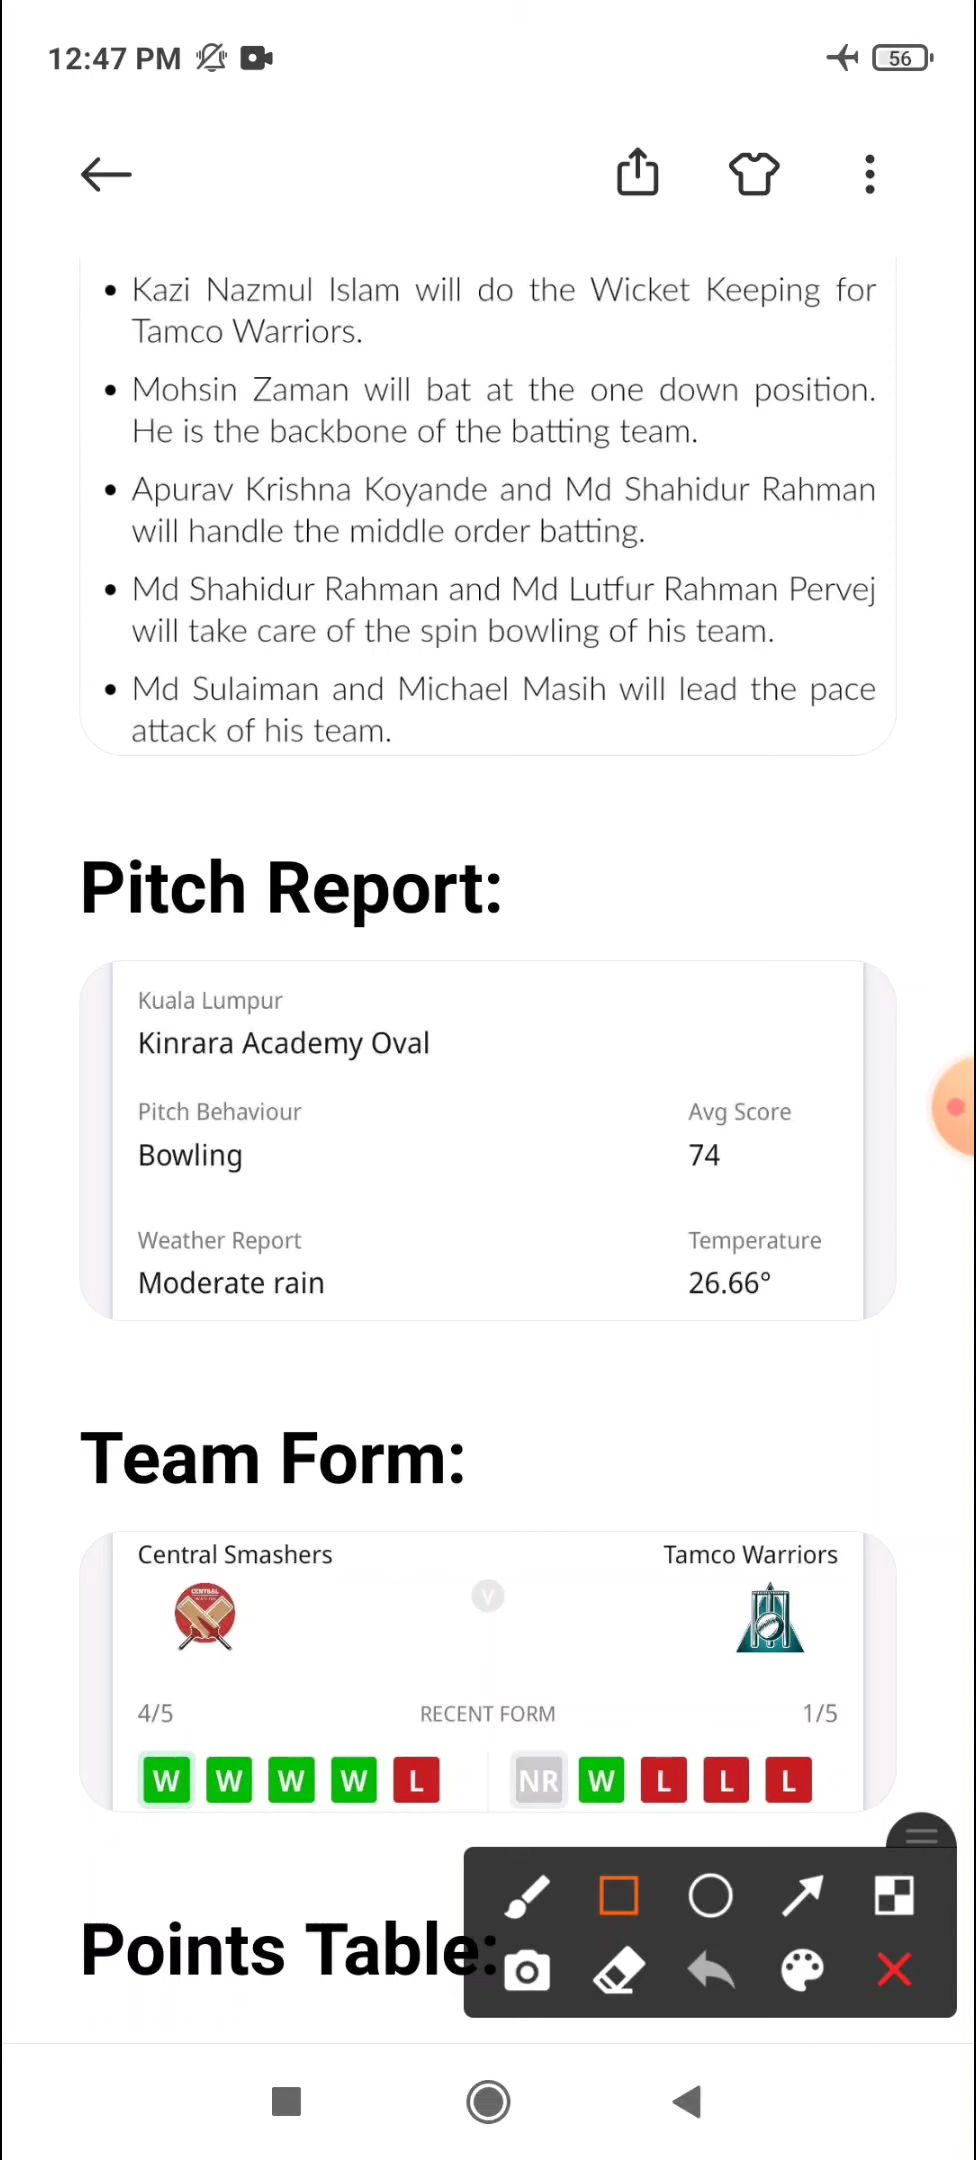 12:47 PM
56
• Kazi Nazmul Islam will do the Wicket Keeping for
Tamco Warriors.
• Mohsin Zaman will bat at the one down position.
He is the backbone of the batting team.
• Apurav Krishna Koyande and Md Shahidur Rahman
will handle the middle order batting.
• Md Shahidur Rahman and Md Lutfur Rahman Pervej
will take care of the spin bowling of his team.
• Md Sulaiman and Michael Masih will lead the pace
attack of his team.
Pitch Report:
Kuala Lumpur
Kinrara Academy Oval
Pitch Behaviour Avg Score
Bowling 74
Weather Report Temperature
Moderate rain 26.66°
Team Form:
Central Smashers Tamco Warriors
CENTRAL
V
4/5 RECENT FORM 1/5
W W W W L NR W L L L
Points Table: